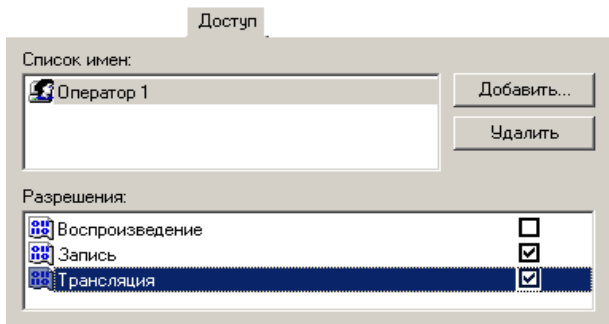 Доступ
Список имен:
Оператор 1
Добавить...
Удалить
Разрешения:
Воспроизведение
Запись
Трансляция